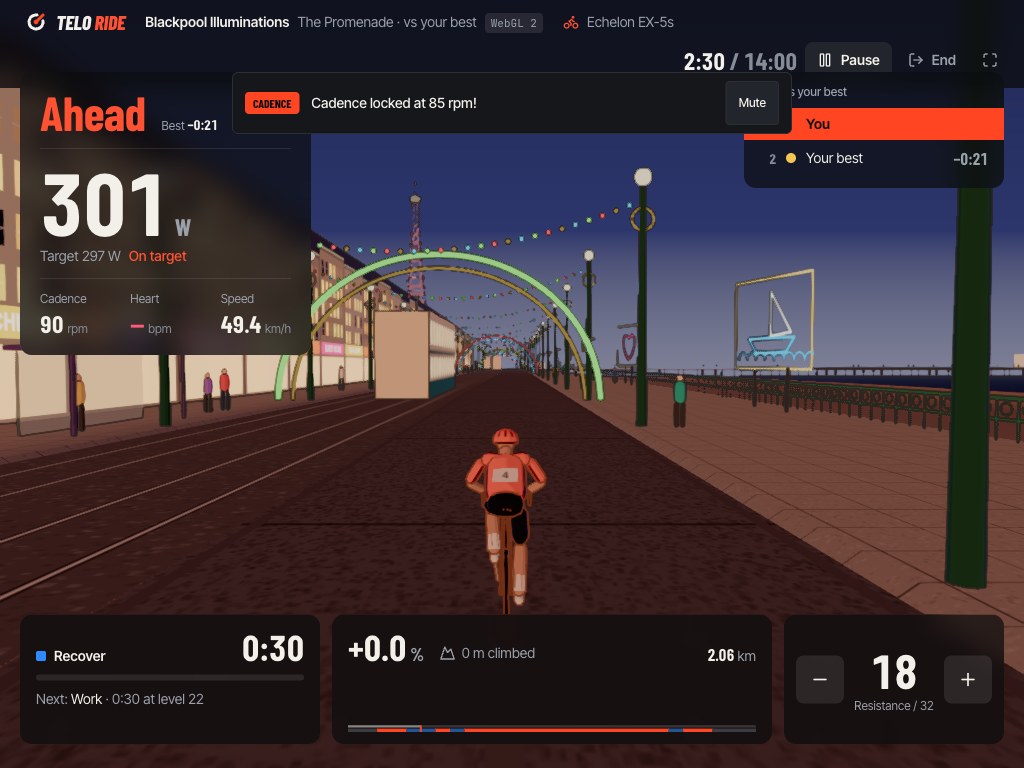 TELO RIDE Blackpool Illuminations The Promenade · vs your best WebGL 2 Echelon EX-5s
2:30 / 14:00 Pause End
CADENCE Cadence locked at 85 rpm! Mute
s your best
Ahead Best −0:21
You
2 Your best −0:21
301 W
Target 297 W On target
Cadence Heart Speed
90 rpm — bpm 49.4 km/h
4
Recover 0:30
Next: Work · 0:30 at level 22
+0.0 % 0 m climbed 2.06 km
− 18 +
Resistance / 32